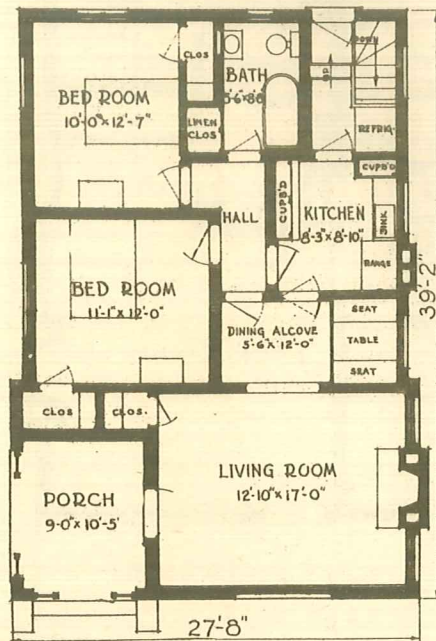 DOWN
CLOS
BATH
5'-6"x8'-6
UP
BED ROOM
10'-0"x12'-7"
LINEN
CLOS'
REFRIG.
CUPB'D
CUPB'D
HALL
KITCHEN
8'-3"x8'-10"
SINK
RANGE
39'-2"
BED ROOM
11'-1"x12'-0"
DINING ALCOVE
5'-6"x 12'-0"
SEAT
TABLE
SEAT
CLOS
CLOS.
LIVING ROOM
12'-10"x17'-0"
PORCH
9'-0"x10'-5'
27'-8"